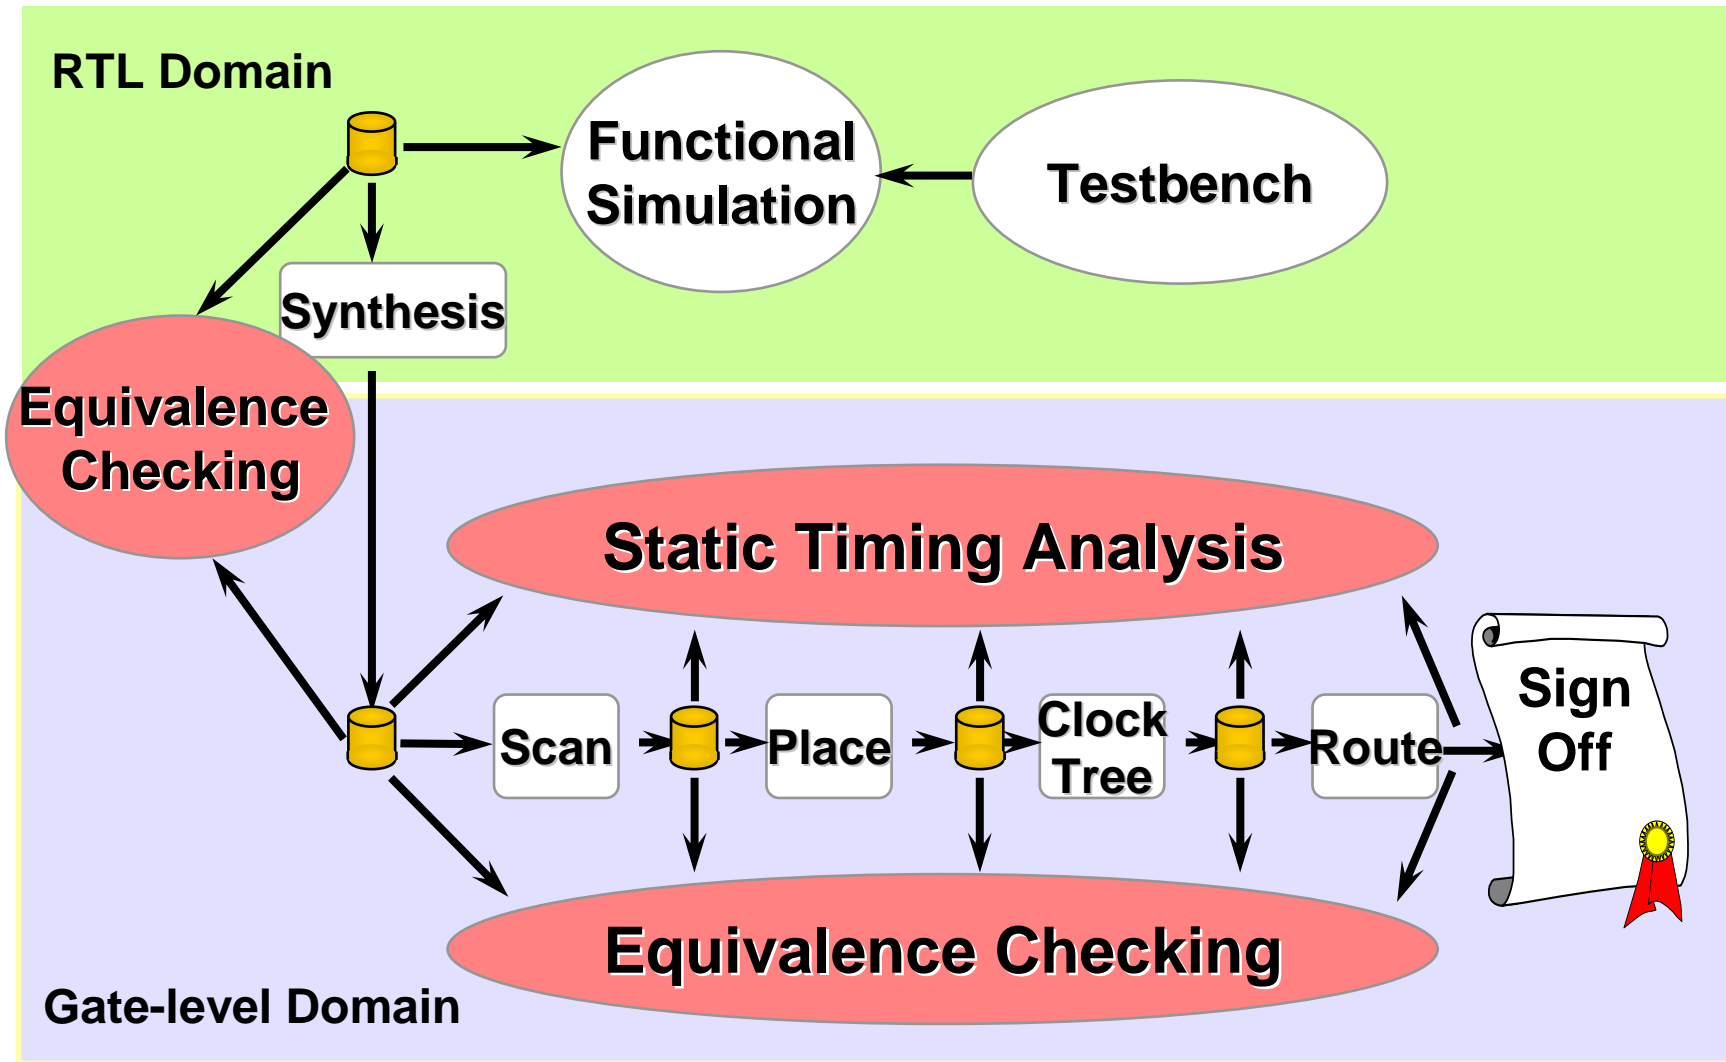 RTL Domain
Functional
Simulation
Testbench
Synthesis
Equivalence
Checking
Static Timing Analysis
Scan
Place
Clock
Tree
Route
Sign
Off
Equivalence Checking
Gate-level Domain